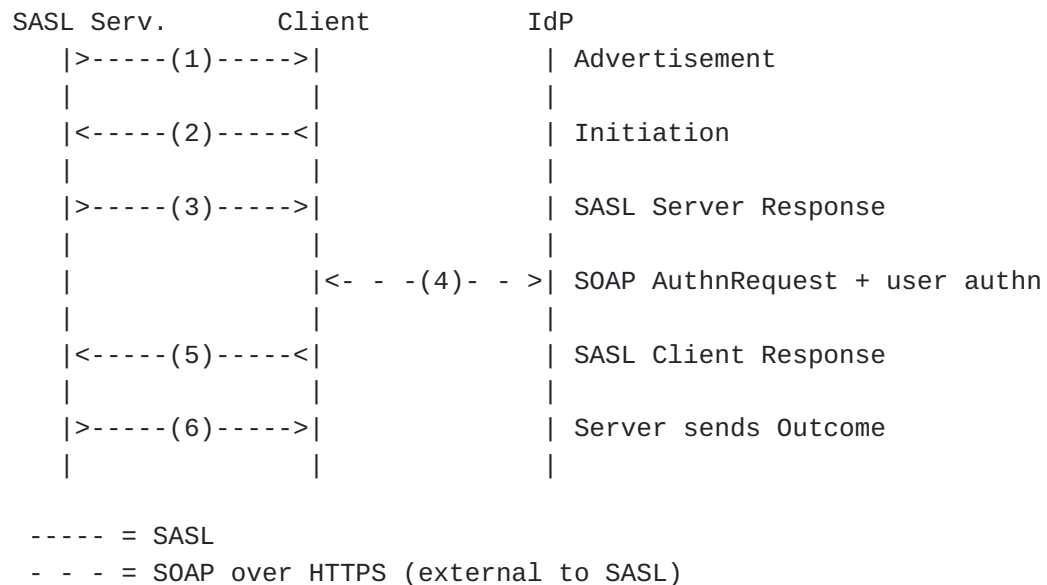 SASL Serv.       Client          IdP
   |>-----(1)----->|              | Advertisement
   |               |              |
   |<-----(2)-----<|              | Initiation
   |               |              |
   |>-----(3)----->|              | SASL Server Response
   |               |              |
   |               |<- - -(4)- - >| SOAP AuthnRequest + user authn
   |               |              |
   |<-----(5)-----<|              | SASL Client Response
   |               |              |
   |>-----(6)----->|              | Server sends Outcome
   |               |              |
 ----- = SASL
 - - - = SOAP over HTTPS (external to SASL)